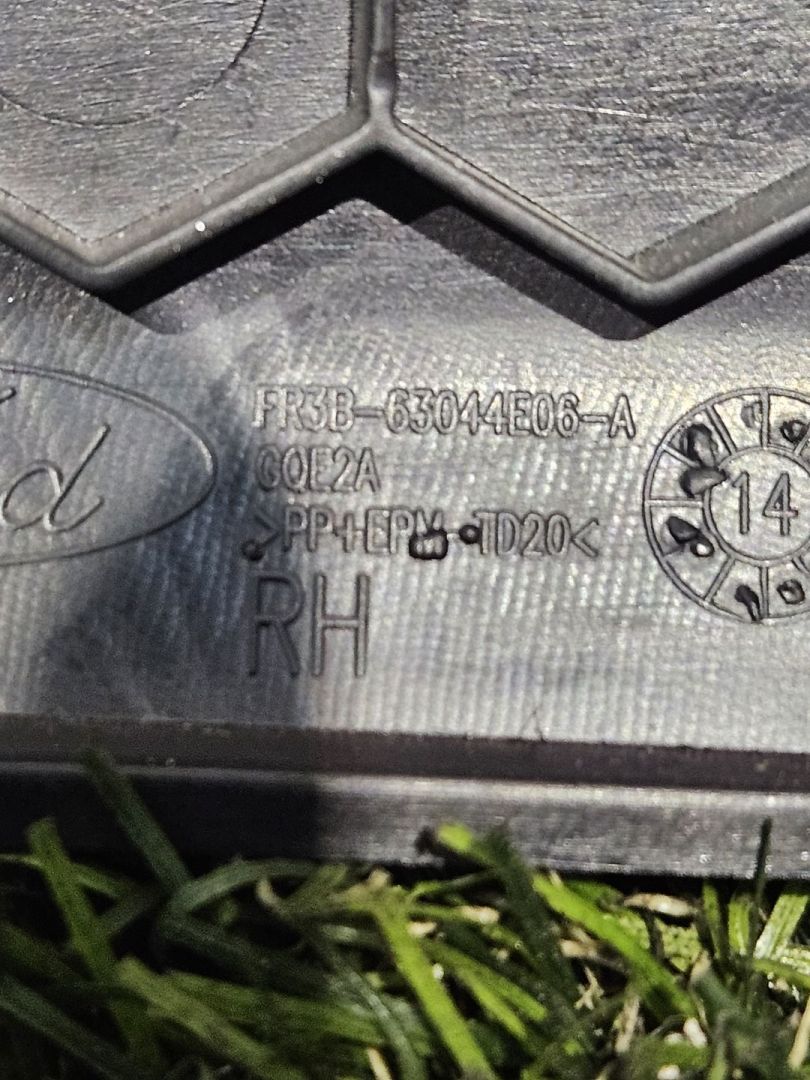 FR3B-63044E06-A
GQE2A
>PP+EPM-TD20<
RH
14